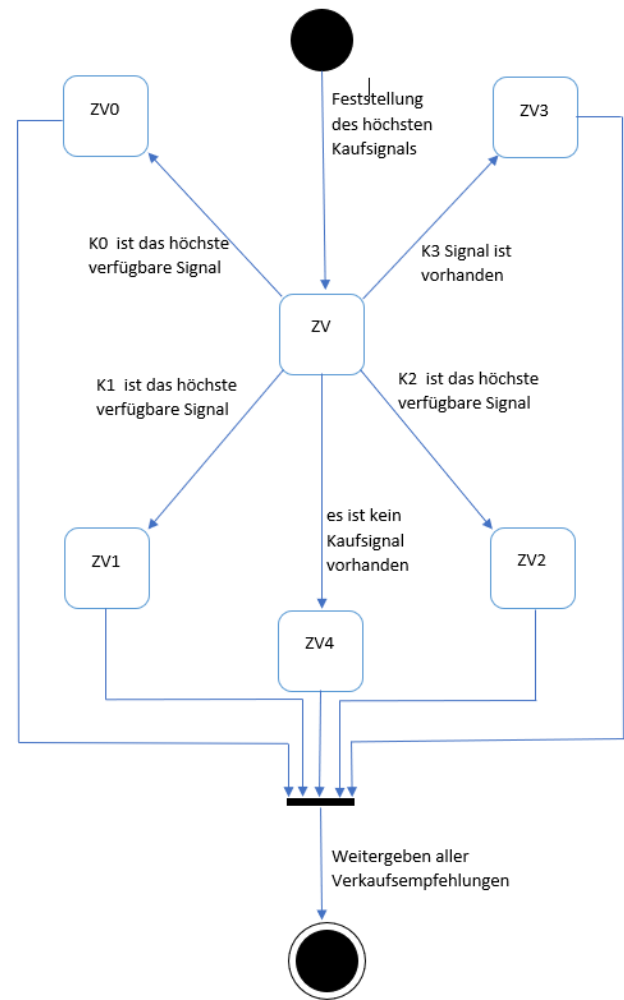 Feststellung
des höchsten
Kaufsignals
ZV0
ZV3
K0 ist das höchste
verfügbare Signal
K3 Signal ist
vorhanden
ZV
K1 ist das höchste
verfügbare Signal
K2 ist das höchste
verfügbare Signal
es ist kein
Kaufsignal
vorhanden
ZV1
ZV2
ZV4
Weitergeben aller
Verkaufsempfehlungen